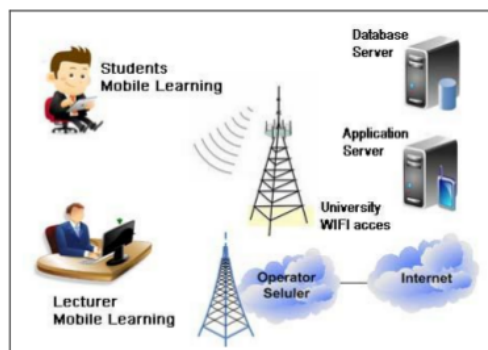 Students
Mobile Learning
Database
Server
Application
Server
University
WIFI acces
Lecturer
Mobile Learning
Operator
Seluler
Internet